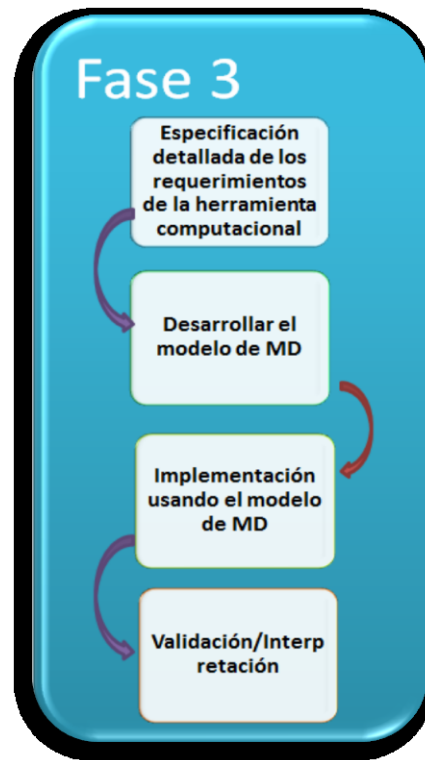 Fase 3
Especificación
detallada de los
requerimientos
de la herramienta
computacional
Desarrollar el
modelo de MD
Implementación
usando el modelo
de MD
Validación/Interp
retación